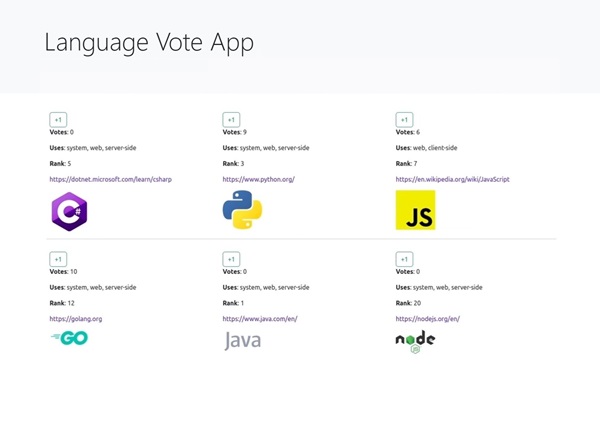 Language Vote App
+1
Votes: 0
Uses: system, web, server-side
Rank: 5
https://dotnet.microsoft.com/learn/csharp
C#
+1
Votes: 9
Uses: system, web, server-side
Rank: 3
https://www.python.org/
+1
Votes: 6
Uses: web, client-side
Rank: 7
https://en.wikipedia.org/wiki/JavaScript
JS
+1
Votes: 10
Uses: system, web, server-side
Rank: 12
https://golang.org
GO
+1
Votes: 0
Uses: system, web, server-side
Rank: 1
https://www.java.com/en/
Java
+1
Votes: 0
Uses: system, web, server-side
Rank: 20
https://nodejs.org/en/
node
JS